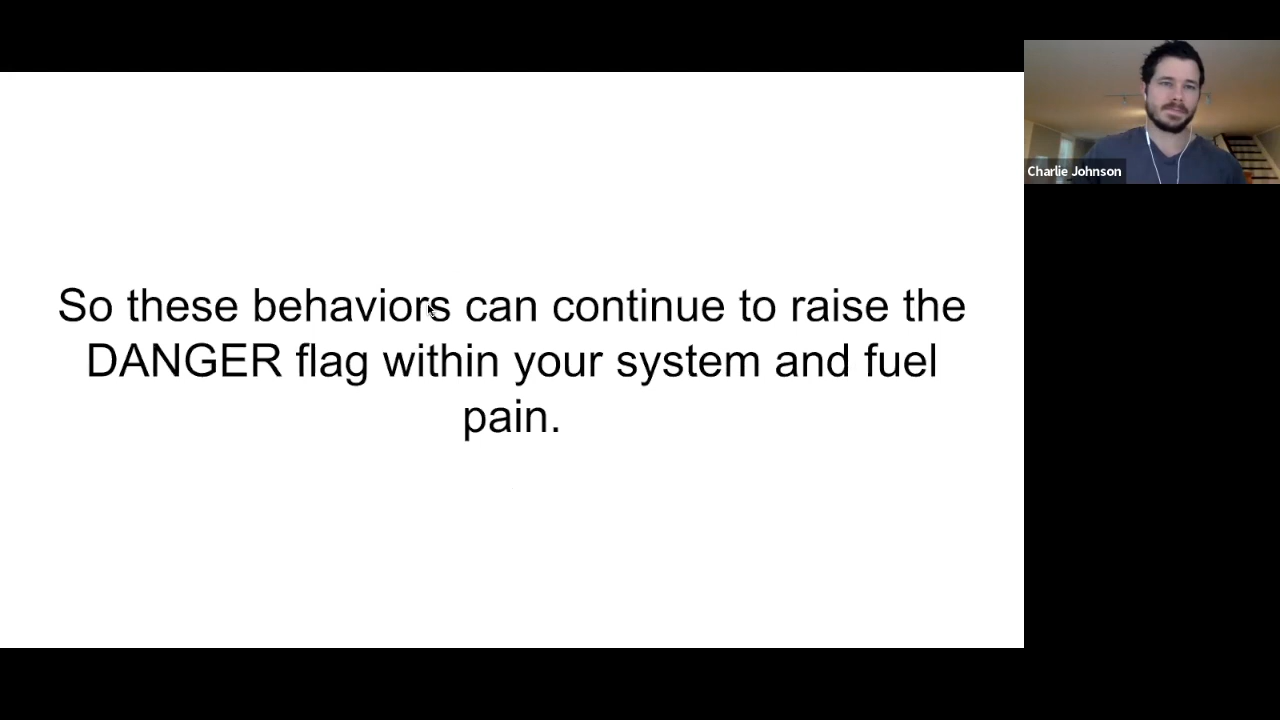 So these behaviors can continue to raise the
DANGER flag within your system and fuel
pain.
Charlie Johnson